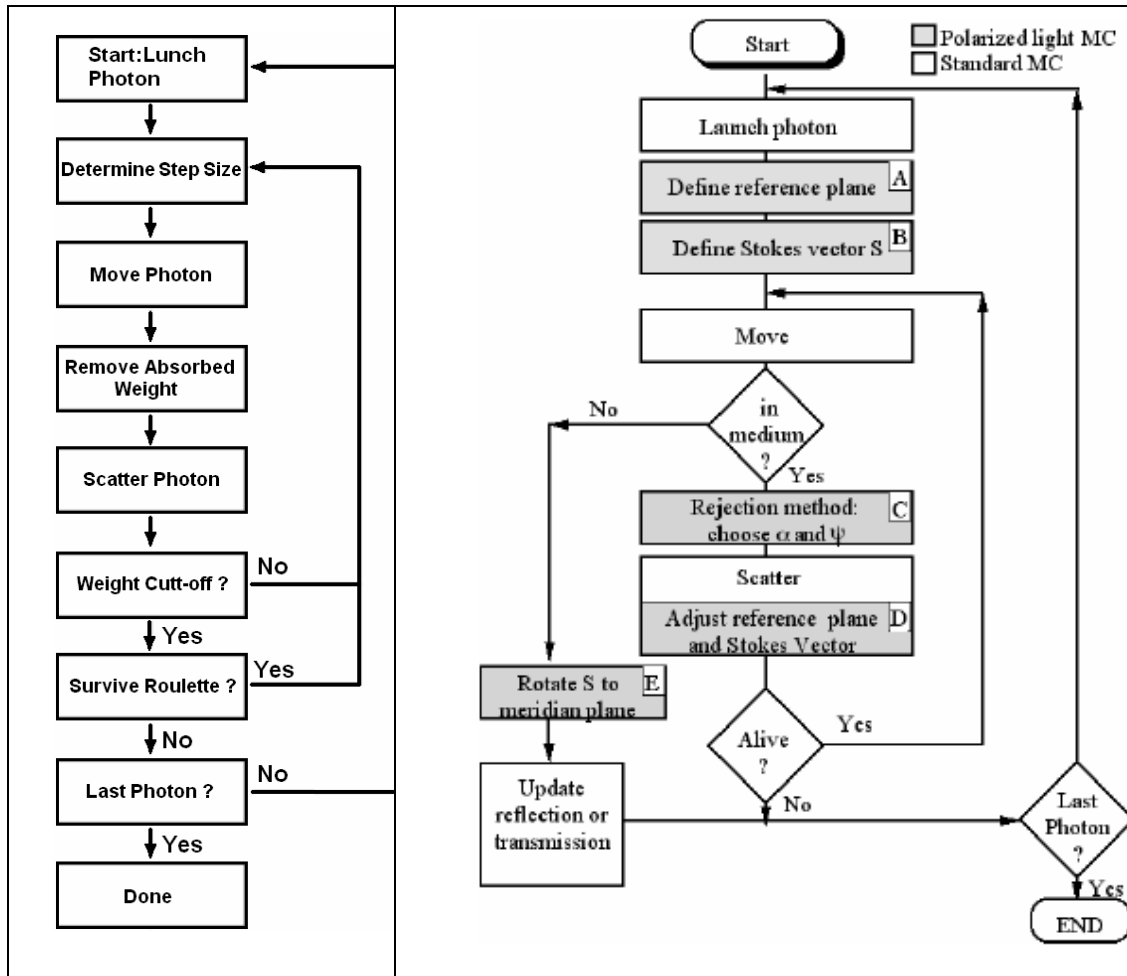 Start:Lunch
Photon
Determine Step Size
Move Photon
Remove Absorbed
Weight
Scatter Photon
Weight Cutt-off ?
No
Yes
Survive Roulette ?
Yes
No
Last Photon ?
No
Yes
Done
Start
Polarized light MC
Standard MC
Launch photon
Define reference plane
A
Define Stokes vector S
B
Move
in
medium
?
No
Yes
Rejection method:
choose α and ψ
C
Scatter
Adjust reference plane
and Stokes Vector
D
Rotate S to
meridian plane
E
Alive
?
Yes
No
Update
reflection or
transmission
Last
Photon
?
Yes
END